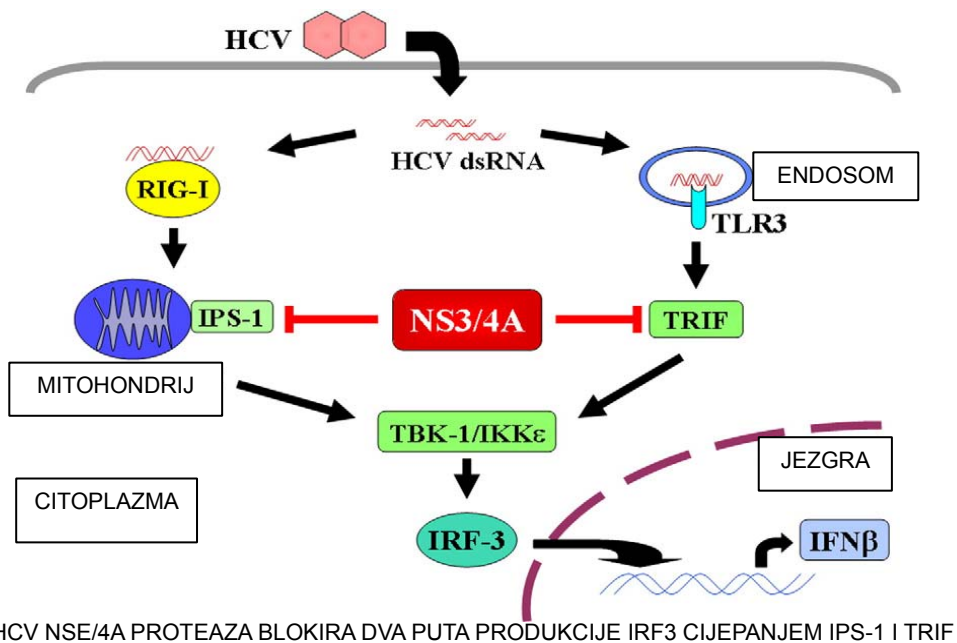 HCV
HCV dsRNA
RIG-I
ENDOSOM
TLR3
IPS-1
NS3/4A
TRIF
MITOHONDRIJ
TBK-1/IKKε
JEZGRA
CITOPLAZMA
IRF-3
IFNβ
HCV NSE/4A PROTEAZA BLOKIRA DVA PUTA PRODUKCIJE IRF3 CIJEPANJEM IPS-1 I TRIF